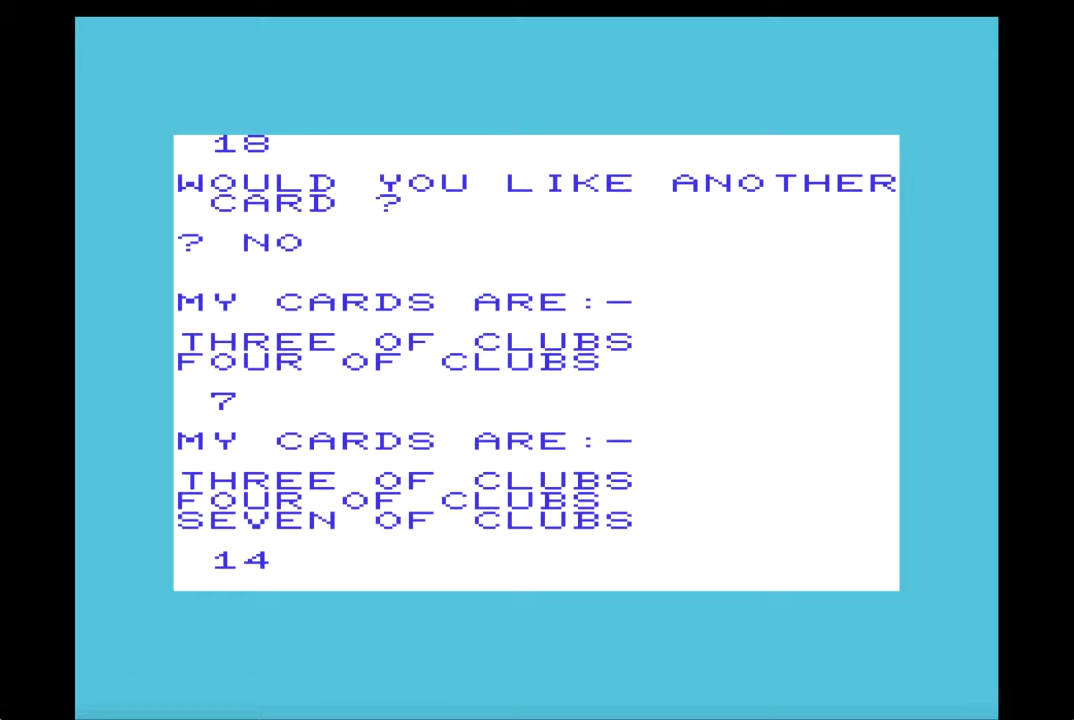 18
WOULD YOU LIKE ANOTHER
CARD ?
? NO
MY CARDS ARE:-
THREE OF CLUBS
FOUR OF CLUBS
7
MY CARDS ARE:-
THREE OF CLUBS
FOUR OF CLUBS
SEVEN OF CLUBS
14